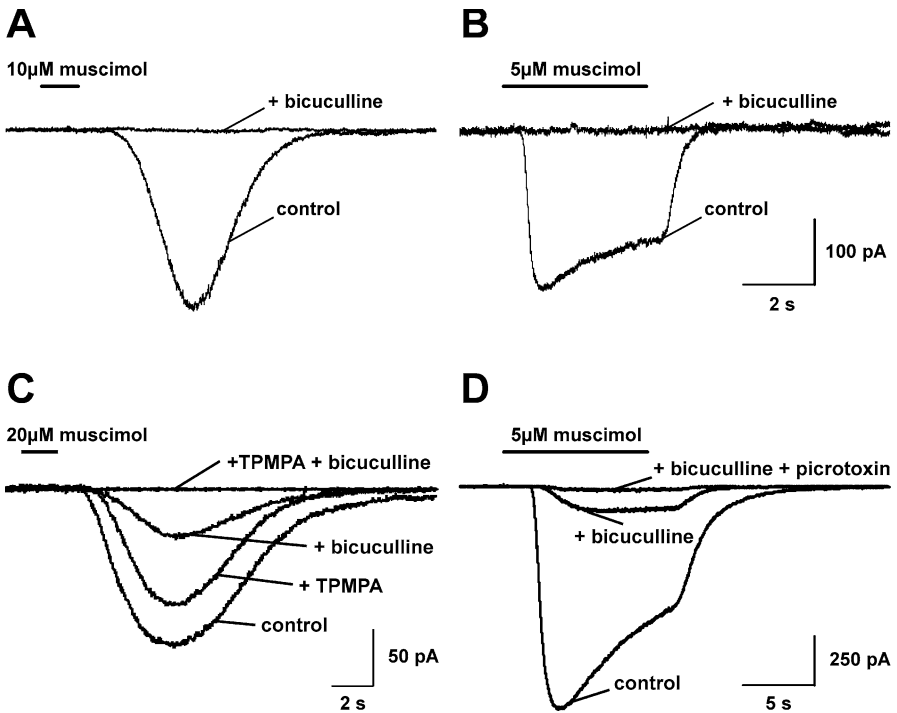 A
10µM muscimol
+ bicuculline
control
B
5µM muscimol
+ bicuculline
control
100 pA
2 s
C
20µM muscimol
+TPMPA + bicuculline
+ bicuculline
+ TPMPA
control
50 pA
2 s
D
5µM muscimol
+ bicuculline + picrotoxin
+ bicuculline
control
250 pA
5 s